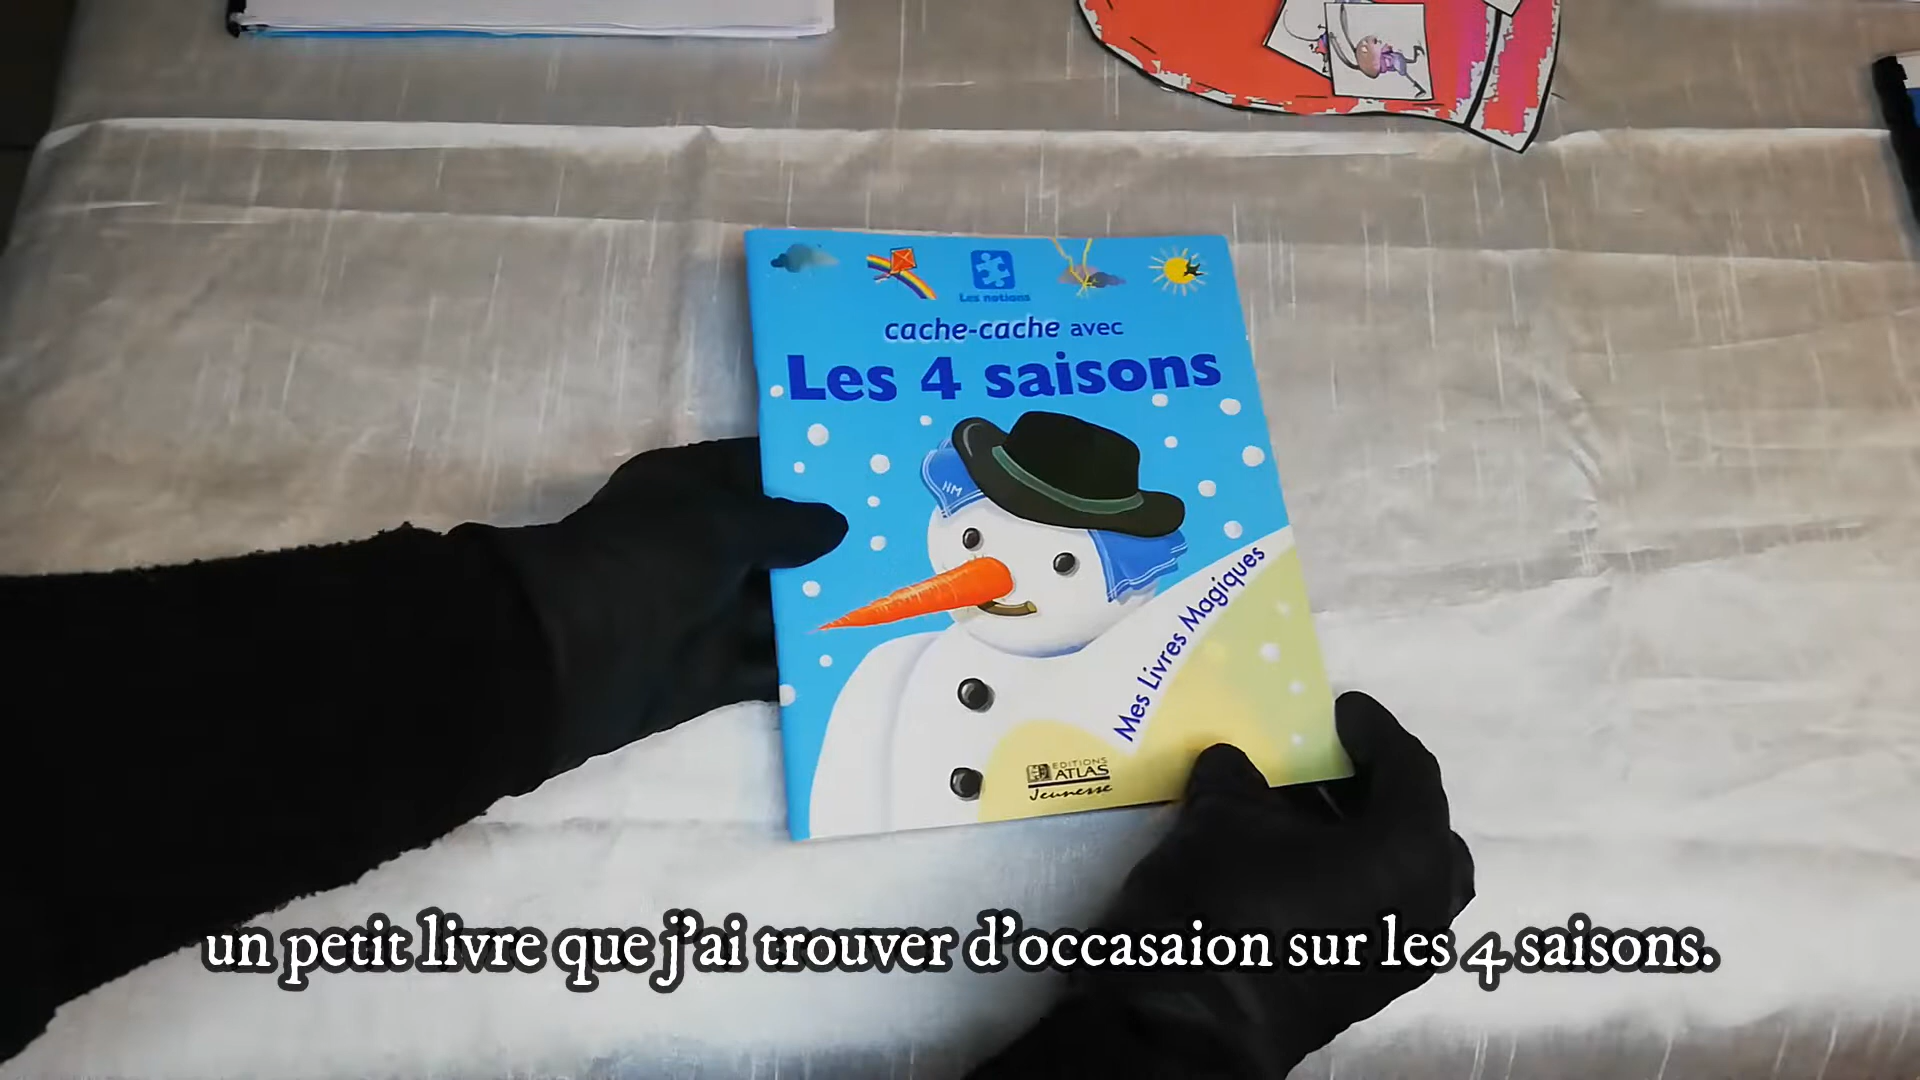 Les notions
cache-cache avec
Les 4 saisons
Mes Livres Magiques
EDITIONS
ATLAS
Jeunesse
un petit livre que j'ai trouver d'occasaion sur les 4 saisons.